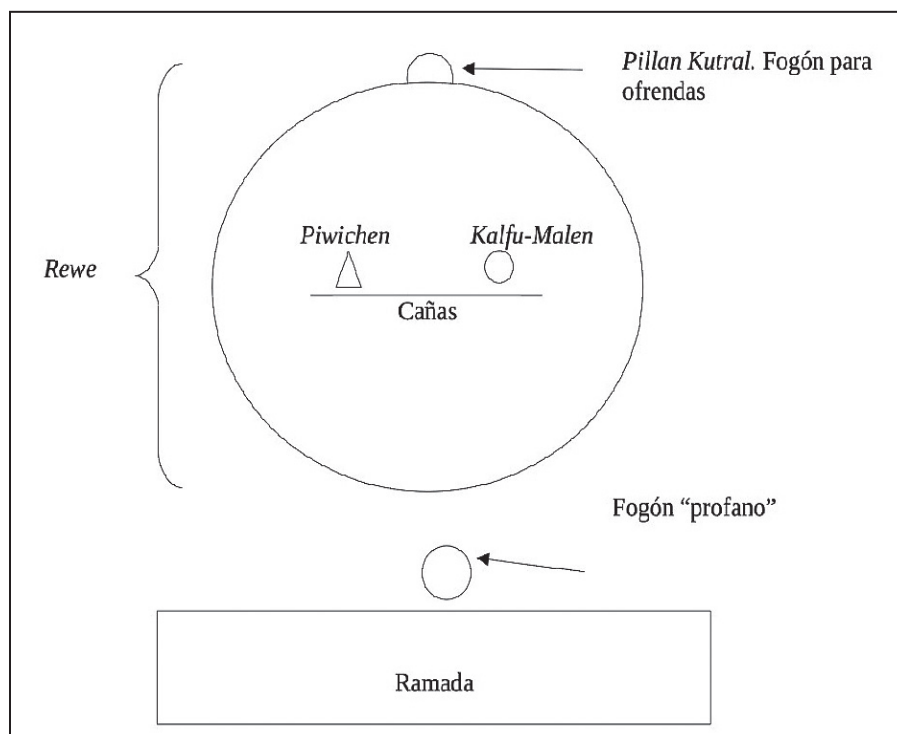 Pillan Kutral. Fogón para
ofrendas
Piwichen
Kalfu-Malen
Rewe
Cañas
Fogón “profano”
Ramada